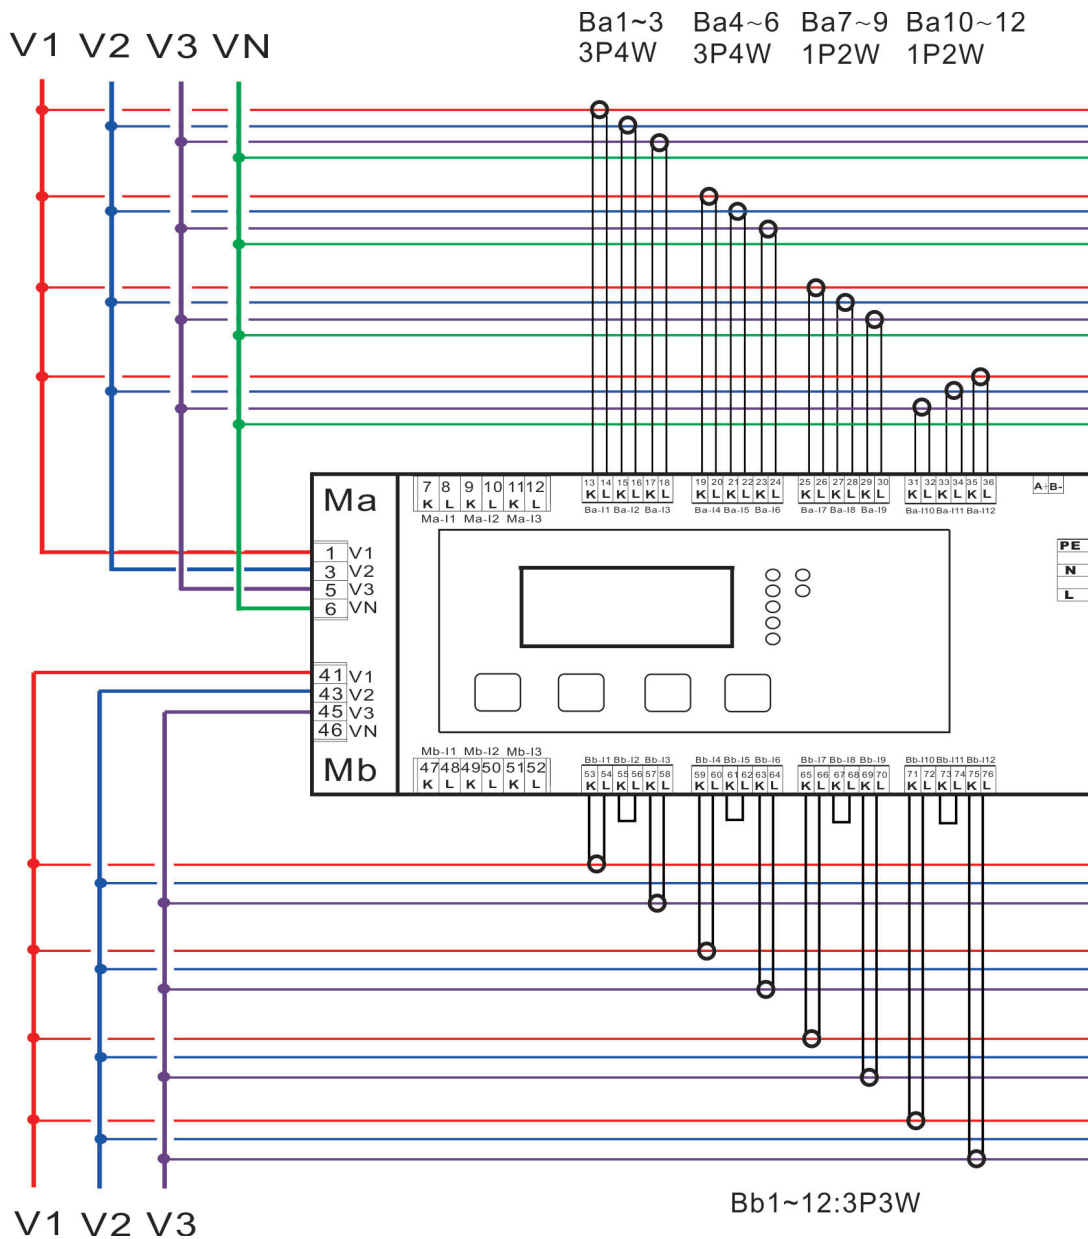 Ba1~3 Ba4~6 Ba7~9 Ba10~12
V1 V2 V3 VN
3P4W 3P4W 1P2W 1P2W
Ma
7 8 9 10 11 12
K L K L K L
Ma-I1 Ma-I2 Ma-I3
13 14 15 16 17 18
K L K L K L
Ba-I1 Ba-I2 Ba-I3
19 20 21 22 23 24
K L K L K L
Ba-I4 Ba-I5 Ba-I6
25 26 27 28 29 30
K L K L K L
Ba-I7 Ba-I8 Ba-I9
31 32 33 34 35 36
K L K L K L
Ba-I10 Ba-I11 Ba-I12
A+B-
PE
N
L
1 V1
3 V2
5 V3
6 VN
41 V1
43 V2
45 V3
46 VN
Mb
Mb-I1 Mb-I2 Mb-I3
47 48 49 50 51 52
K L K L K L
Bb-I1 Bb-I2 Bb-I3
53 54 55 56 57 58
K L K L K L
Bb-I4 Bb-I5 Bb-I6
59 60 61 62 63 64
K L K L K L
Bb-I7 Bb-I8 Bb-I9
65 66 67 68 69 70
K L K L K L
Bb-I10 Bb-I11 Bb-I12
71 72 73 74 75 76
K L K L K L
Bb1~12:3P3W
V1 V2 V3